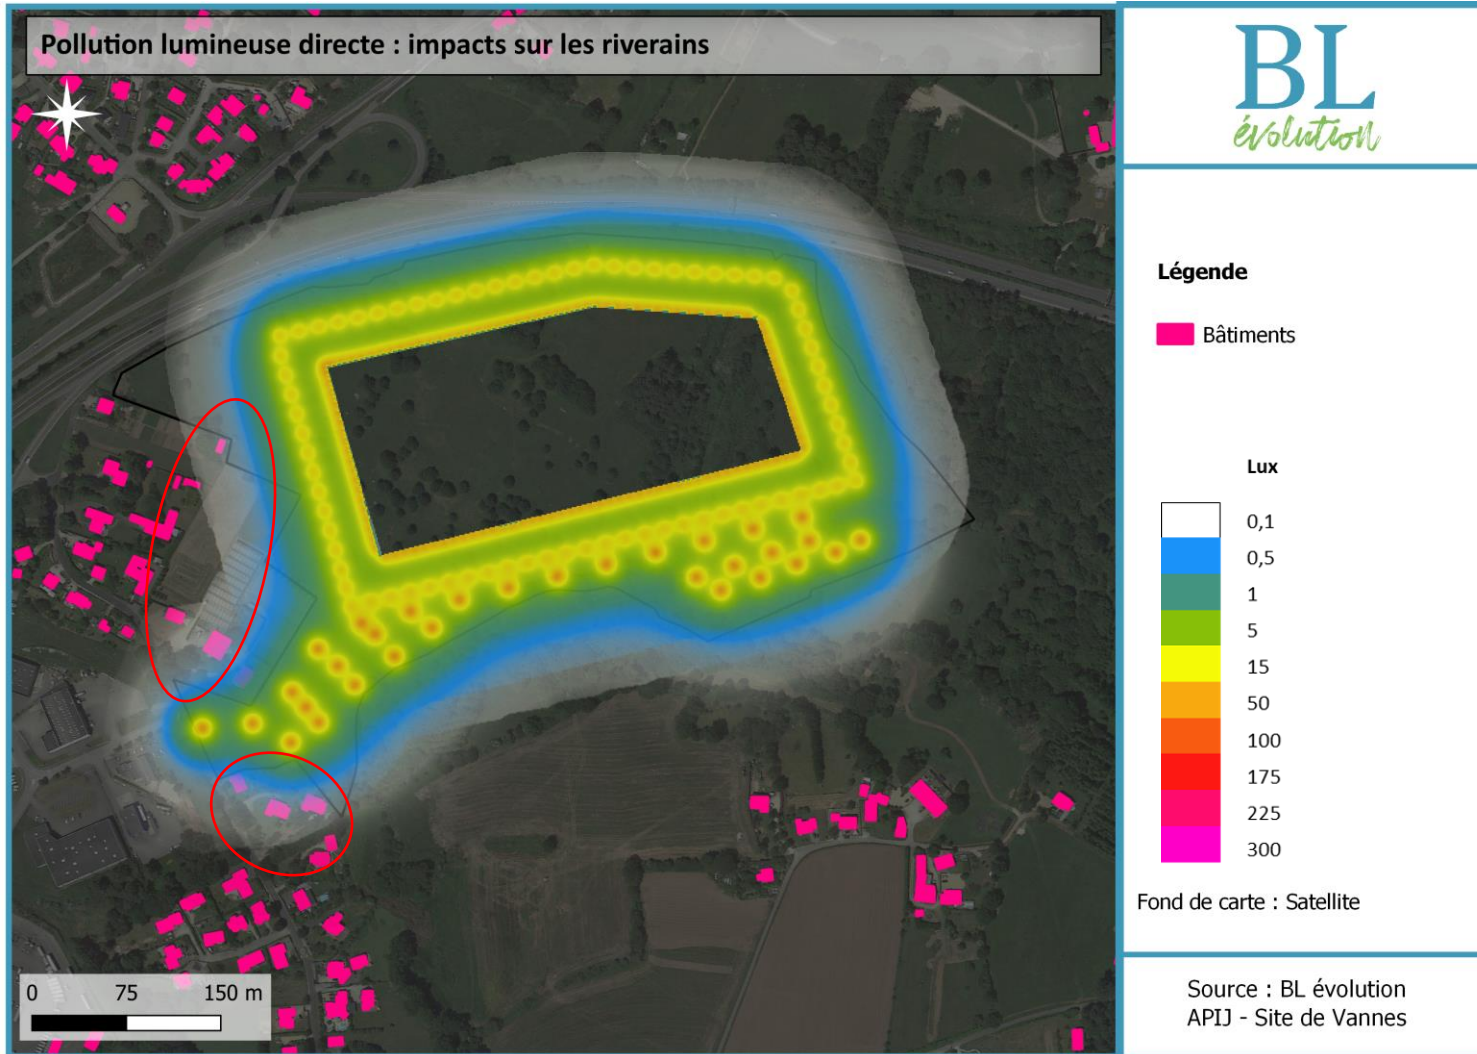 Pollution lumineuse directe : impacts sur les riverains
BL
évolution
Légende
Bâtiments
Lux
0,1
0,5
1
5
15
50
100
175
225
300
Fond de carte : Satellite
0 75 150 m
Source : BL évolution
APIJ - Site de Vannes